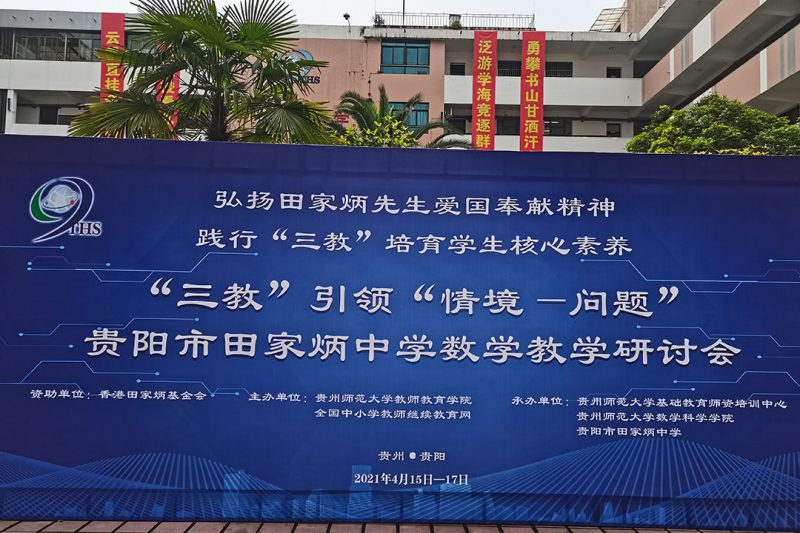 泛游学海竞逐群
勇攀书山甘洒汗
9THS
弘扬田家炳先生爱国奉献精神
践行“三教”培育学生核心素养
“三教”引领“情境－问题”
贵阳市田家炳中学数学教学研讨会
资助单位：香港田家炳基金会
主办单位：贵州师范大学教师教育学院
全国中小学教师继续教育网
承办单位：贵州师范大学基础教育师资培训中心
贵州师范大学数学科学学院
贵阳市田家炳中学
贵州●贵阳
2021年4月15日—17日